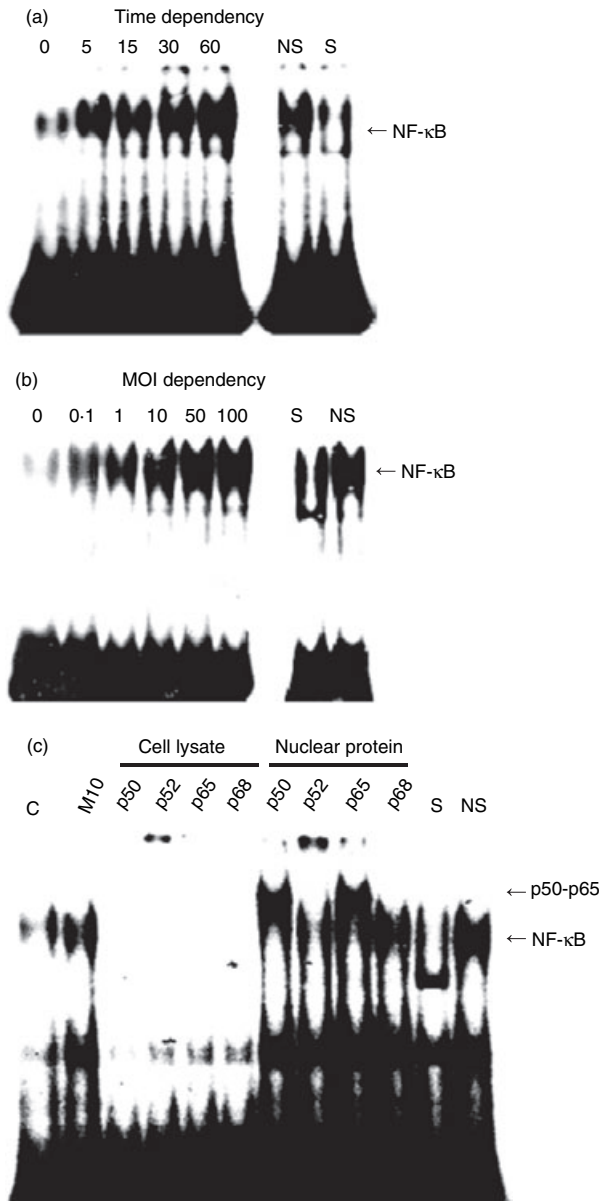 (a) Time dependency
0 5 15 30 60 NS S
← NF-κB
(b) MOI dependency
0 0·1 1 10 50 100 S NS
← NF-κB
(c) Cell lysate Nuclear protein
C M10 p50 p52 p65 p68 p50 p52 p65 p68 S NS
← p50-p65
← NF-κB